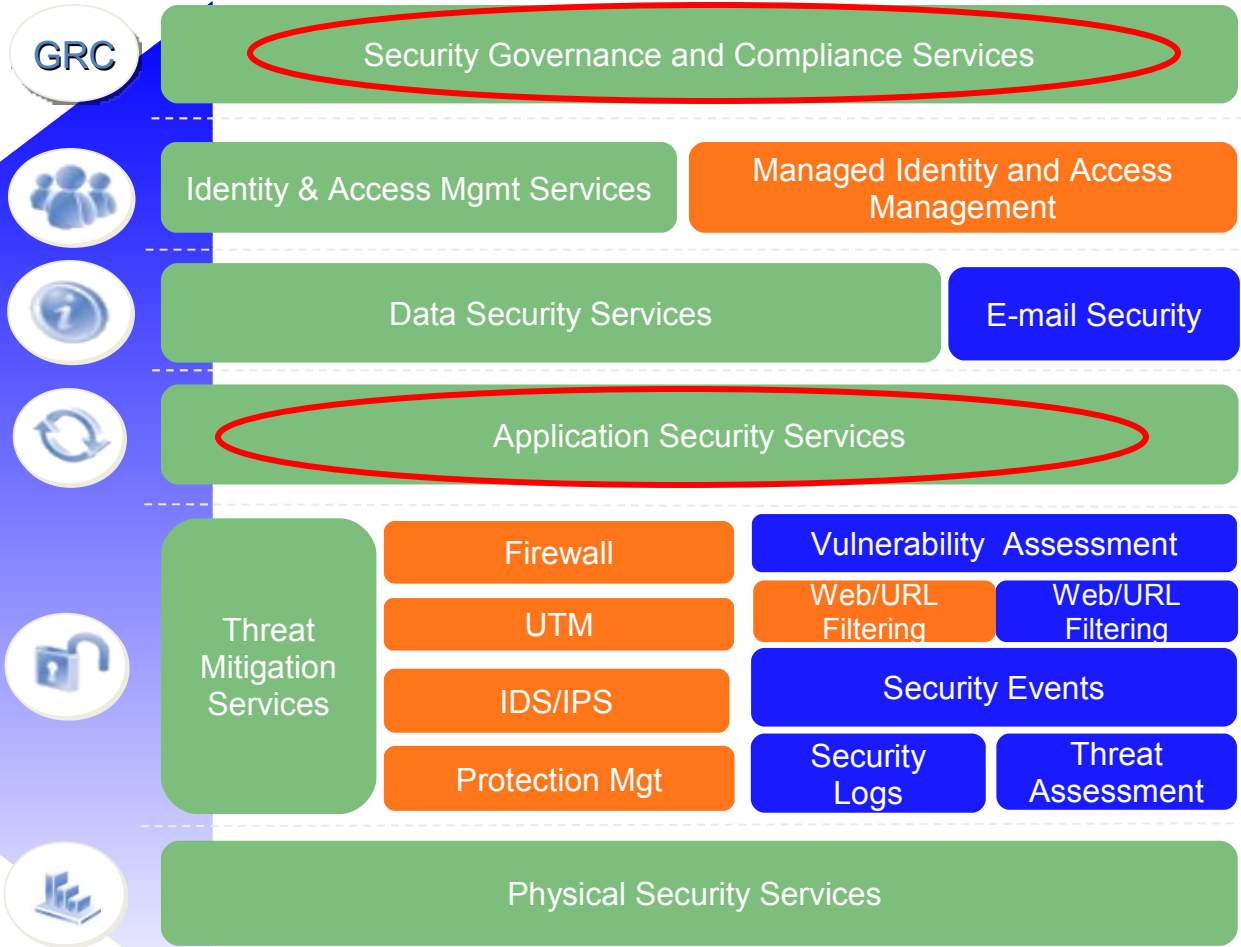 GRC
Security Governance and Compliance Services
Identity & Access Mgmt Services
Managed Identity and Access
Management
Data Security Services
E-mail Security
Application Security Services
Threat
Mitigation
Services
Firewall
UTM
IDS/IPS
Protection Mgt
Vulnerability Assessment
Web/URL
Filtering
Web/URL
Filtering
Security Events
Security
Logs
Threat
Assessment
Physical Security Services